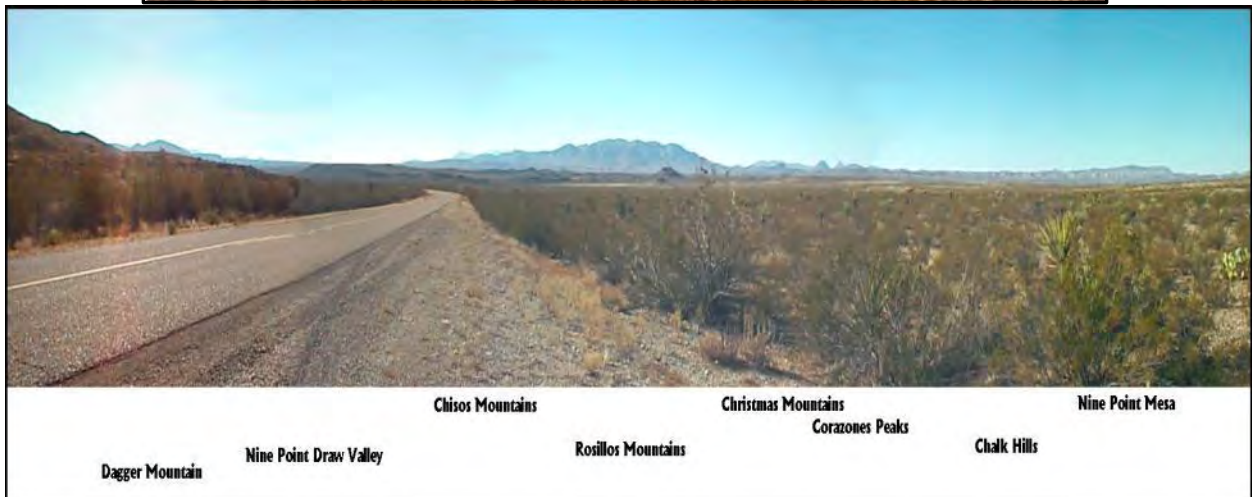 Chisos Mountains
Christmas Mountains
Nine Point Mesa
Corazones Peaks
Rosillos Mountains
Chalk Hills
Nine Point Draw Valley
Dagger Mountain